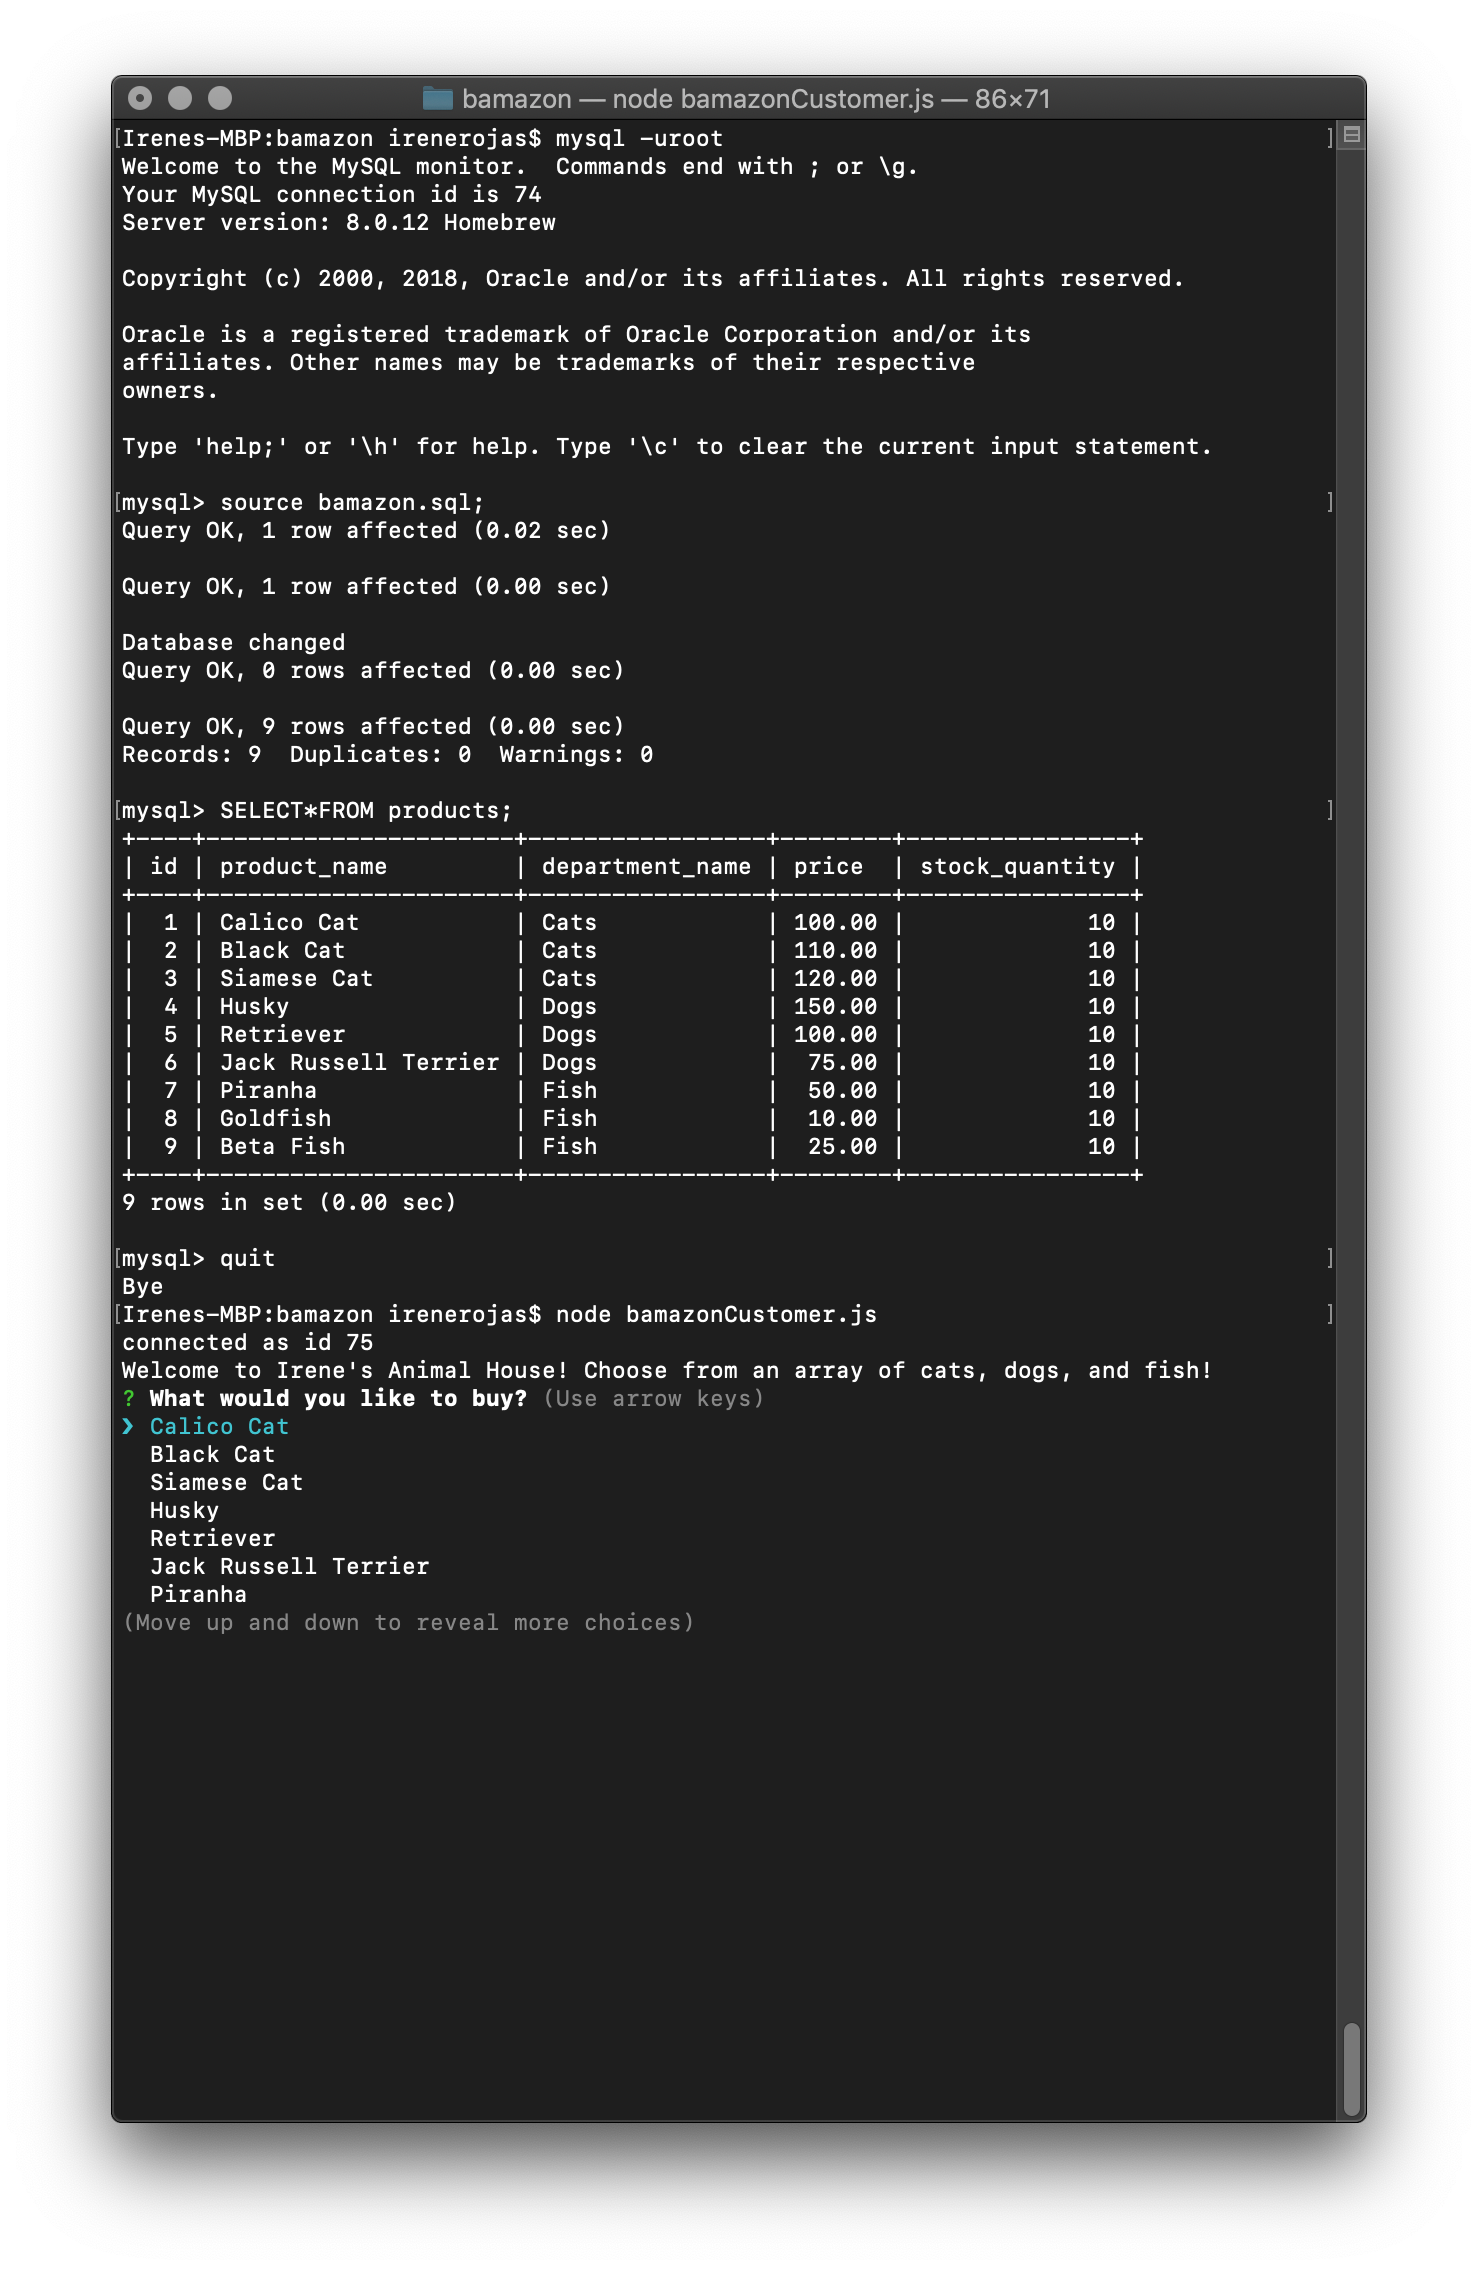 bamazon — node bamazonCustomer.js — 86×71
[Irenes-MBP:bamazon irenerojas$ mysql -uroot ]
Welcome to the MySQL monitor.  Commands end with ; or \g.
Your MySQL connection id is 74
Server version: 8.0.12 Homebrew
Copyright (c) 2000, 2018, Oracle and/or its affiliates. All rights reserved.
Oracle is a registered trademark of Oracle Corporation and/or its
affiliates. Other names may be trademarks of their respective
owners.
Type 'help;' or '\h' for help. Type '\c' to clear the current input statement.
[mysql> source bamazon.sql; ]
Query OK, 1 row affected (0.02 sec)
Query OK, 1 row affected (0.00 sec)
Database changed
Query OK, 0 rows affected (0.00 sec)
Query OK, 9 rows affected (0.00 sec)
Records: 9  Duplicates: 0  Warnings: 0
[mysql> SELECT*FROM products; ]
+----+----------------------+-----------------+--------+----------------+
| id | product_name         | department_name | price  | stock_quantity |
+----+----------------------+-----------------+--------+----------------+
|  1 | Calico Cat           | Cats            | 100.00 |             10 |
|  2 | Black Cat            | Cats            | 110.00 |             10 |
|  3 | Siamese Cat          | Cats            | 120.00 |             10 |
|  4 | Husky                | Dogs            | 150.00 |             10 |
|  5 | Retriever            | Dogs            | 100.00 |             10 |
|  6 | Jack Russell Terrier | Dogs            |  75.00 |             10 |
|  7 | Piranha              | Fish            |  50.00 |             10 |
|  8 | Goldfish             | Fish            |  10.00 |             10 |
|  9 | Beta Fish            | Fish            |  25.00 |             10 |
+----+----------------------+-----------------+--------+----------------+
9 rows in set (0.00 sec)
[mysql> quit ]
Bye
[Irenes-MBP:bamazon irenerojas$ node bamazonCustomer.js ]
connected as id 75
Welcome to Irene's Animal House! Choose from an array of cats, dogs, and fish!
? What would you like to buy? (Use arrow keys)
❯ Calico Cat
  Black Cat
  Siamese Cat
  Husky
  Retriever
  Jack Russell Terrier
  Piranha
(Move up and down to reveal more choices)